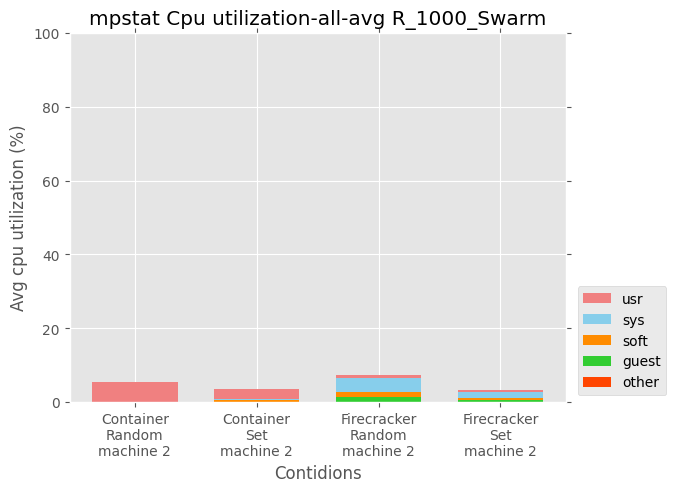 mpstat Cpu utilization-all-avg R_1000_Swarm
Avg cpu utilization (%)
100
80
60
40
20
0
Container
Random
machine 2
Container
Set
machine 2
Firecracker
Random
machine 2
Firecracker
Set
machine 2
Contidions
usr
sys
soft
guest
other